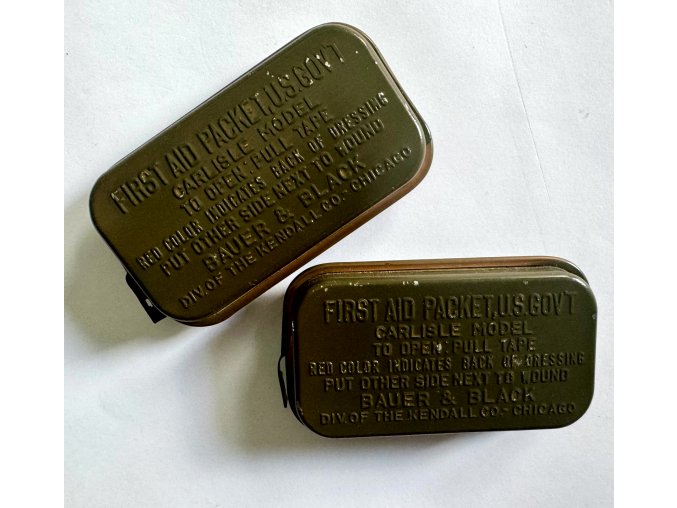 FIRST AID PACKET, U.S. GOV'T
CARLISLE MODEL
TO OPEN: PULL TAPE
RED COLOR INDICATES BACK OF DRESSING
PUT OTHER SIDE NEXT TO WOUND
BAUER & BLACK
DIV. OF THE KENDALL CO. - CHICAGO
FIRST AID PACKET, U.S. GOV'T
CARLISLE MODEL
TO OPEN: PULL TAPE
RED COLOR INDICATES BACK OF DRESSING
PUT OTHER SIDE NEXT TO WOUND
BAUER & BLACK
DIV. OF THE KENDALL CO. - CHICAGO